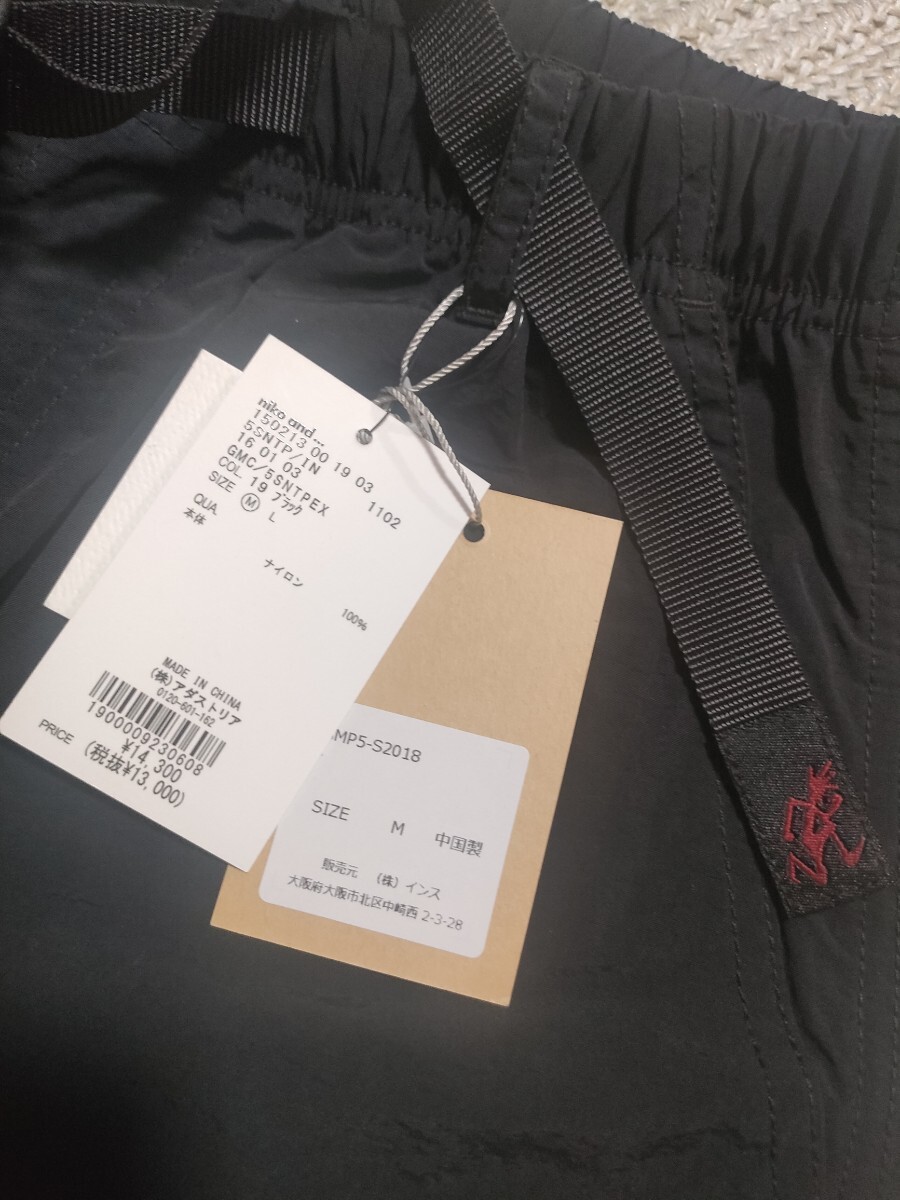 niko and ...
150213 00 19 03
5SNTP/IN 1102
16 01 03
GMC/5SNTPEX
COL 19 ブラック
SIZE M L
QUA
本体
ナイロン 100%
MADE IN CHINA
(株)アダストリア
0120-601-162
1900009230608
PRICE ¥14,300
(税抜¥13,000)
MP5-S2018
SIZE M 中国製
販売元 (株)インス
大阪府大阪市北区中崎西 2-3-28